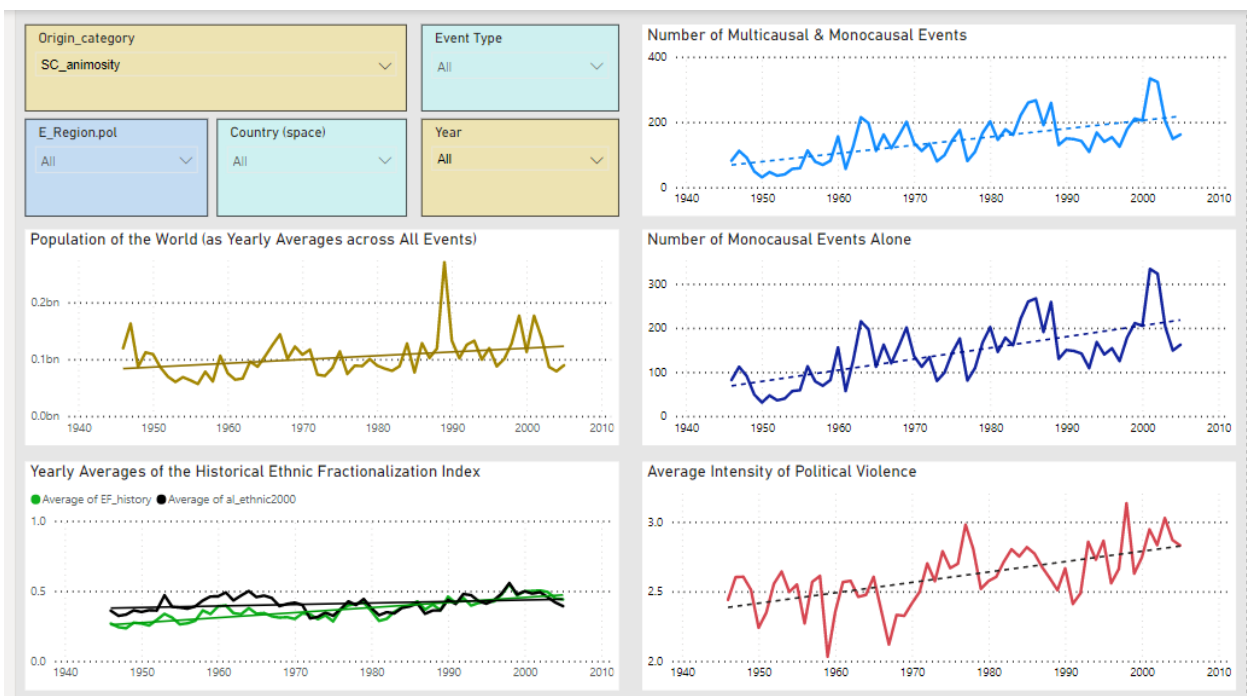 Origin_category
SC_animosity
Event Type
All
E_Region.pol
All
Country (space)
All
Year
All
Number of Multicausal & Monocausal Events
400
200
0
1940 1950 1960 1970 1980 1990 2000 2010
Population of the World (as Yearly Averages across All Events)
0.2bn
0.1bn
0.0bn
1940 1950 1960 1970 1980 1990 2000 2010
Number of Monocausal Events Alone
300
200
100
0
1940 1950 1960 1970 1980 1990 2000 2010
Yearly Averages of the Historical Ethnic Fractionalization Index
Average of EF_history Average of al_ethnic2000
1.0
0.5
0.0
1940 1950 1960 1970 1980 1990 2000 2010
Average Intensity of Political Violence
3.0
2.5
2.0
1940 1950 1960 1970 1980 1990 2000 2010